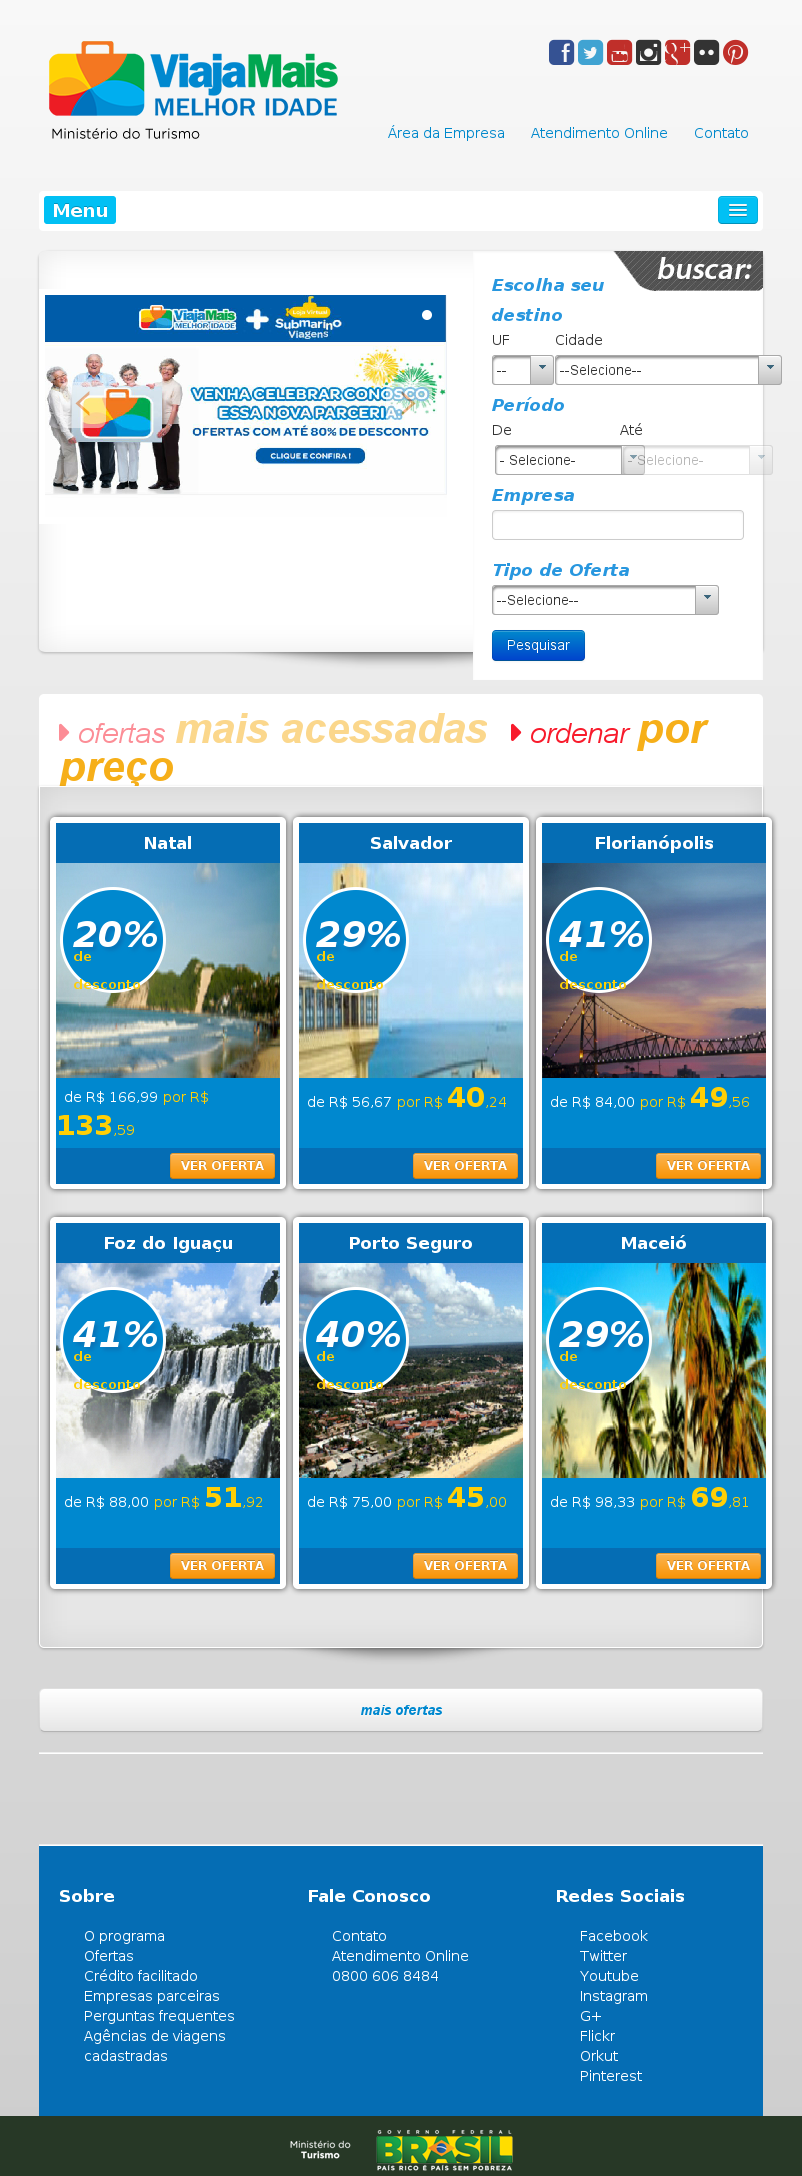 ViajaMais
MELHOR IDADE
Ministério do Turismo
Área da Empresa Atendimento Online Contato
Menu
buscar:
Escolha seu
destino
UF Cidade
-- --Selecione--
Período
De Até
- Selecione- - Selecione-
Empresa
Tipo de Oferta
--Selecione--
Pesquisar
ViajaMais
MELHOR IDADE
+
Loja Virtual
Submarino
Viagens
VENHA CELEBRAR CONOSCO
ESSA NOVA PARCERIA:
OFERTAS COM ATÉ 80% DE DESCONTO
CLIQUE E CONFIRA!
ofertas mais acessadas ordenar por
preço
Natal Salvador Florianópolis
20% 29% 41%
de de de
desconto desconto desconto
de R$ 166,99 por R$
133,59
de R$ 56,67 por R$ 40,24
de R$ 84,00 por R$ 49,56
VER OFERTA VER OFERTA VER OFERTA
Foz do Iguaçu Porto Seguro Maceió
41% 40% 29%
de de de
desconto desconto desconto
de R$ 88,00 por R$ 51,92
de R$ 75,00 por R$ 45,00
de R$ 98,33 por R$ 69,81
VER OFERTA VER OFERTA VER OFERTA
mais ofertas
Sobre
O programa
Ofertas
Crédito facilitado
Empresas parceiras
Perguntas frequentes
Agências de viagens
cadastradas
Fale Conosco
Contato
Atendimento Online
0800 606 8484
Redes Sociais
Facebook
Twitter
Youtube
Instagram
G+
Flickr
Orkut
Pinterest
Ministério do
Turismo
GOVERNO FEDERAL
BRASIL
PAÍS RICO É PAÍS SEM POBREZA